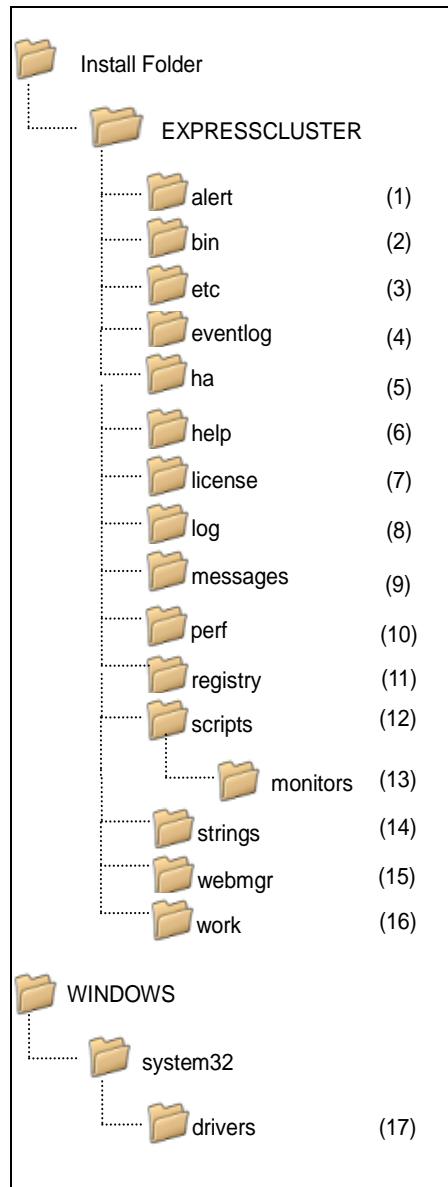 Install Folder
EXPRESSCLUSTER
alert (1)
bin (2)
etc (3)
eventlog (4)
ha (5)
help (6)
license (7)
log (8)
messages (9)
perf (10)
registry (11)
scripts (12)
monitors (13)
strings (14)
webmgr (15)
work (16)
WINDOWS
system32
drivers (17)